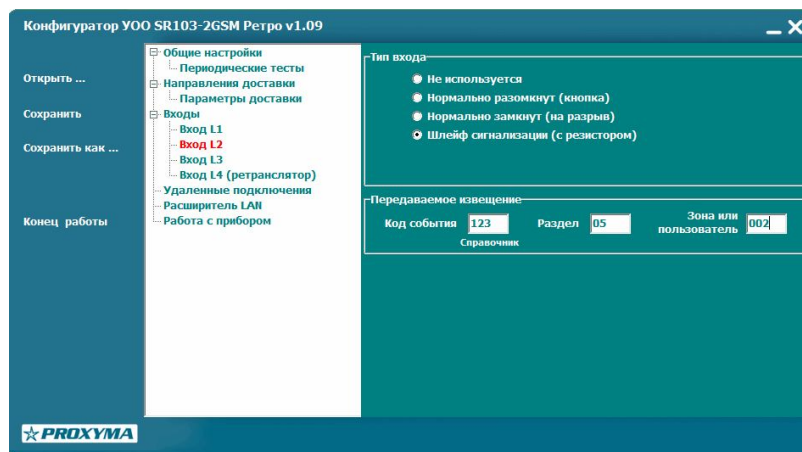 Конфигуратор УОО SR103-2GSM Ретро v1.09
Открыть ...
Сохранить
Сохранить как ...
Конец работы
Общие настройки
Периодические тесты
Направления доставки
Параметры доставки
Входы
Вход L1
Вход L2
Вход L3
Вход L4 (ретранслятор)
Удаленные подключения
Расширитель LAN
Работа с прибором
Тип входа
Не используется
Нормально разомкнут (кнопка)
Нормально замкнут (на разрыв)
Шлейф сигнализации (с резистором)
Передаваемое извещение
Код события 123 Раздел 05 Зона или
пользователь 002
Справочник
PROXYMA